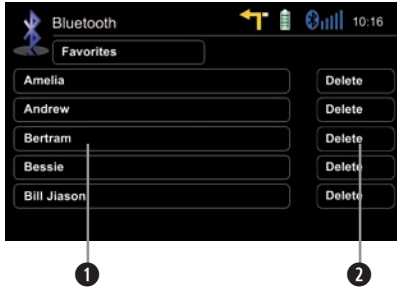 Bluetooth 10:16
Favorites
Amelia Delete
Andrew Delete
Bertram Delete
Bessie Delete
Bill Jiason Delete
1 2